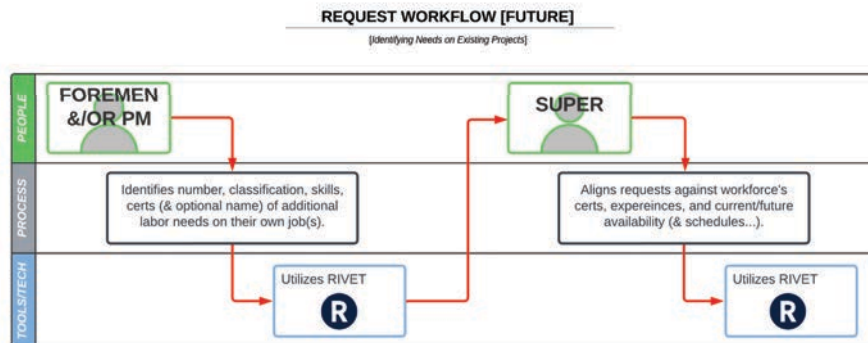 REQUEST WORKFLOW [FUTURE]
[Identifying Needs on Existing Projects]
PEOPLE
FOREMEN
&/OR PM
SUPER
PROCESS
Identifies number, classification, skills,
certs (& optional name) of additional
labor needs on their own job(s).
Aligns requests against workforce's
certs, expereinces, and current/future
availability (& schedules...).
TOOLS/TECH
Utilizes RIVET
R
Utilizes RIVET
R